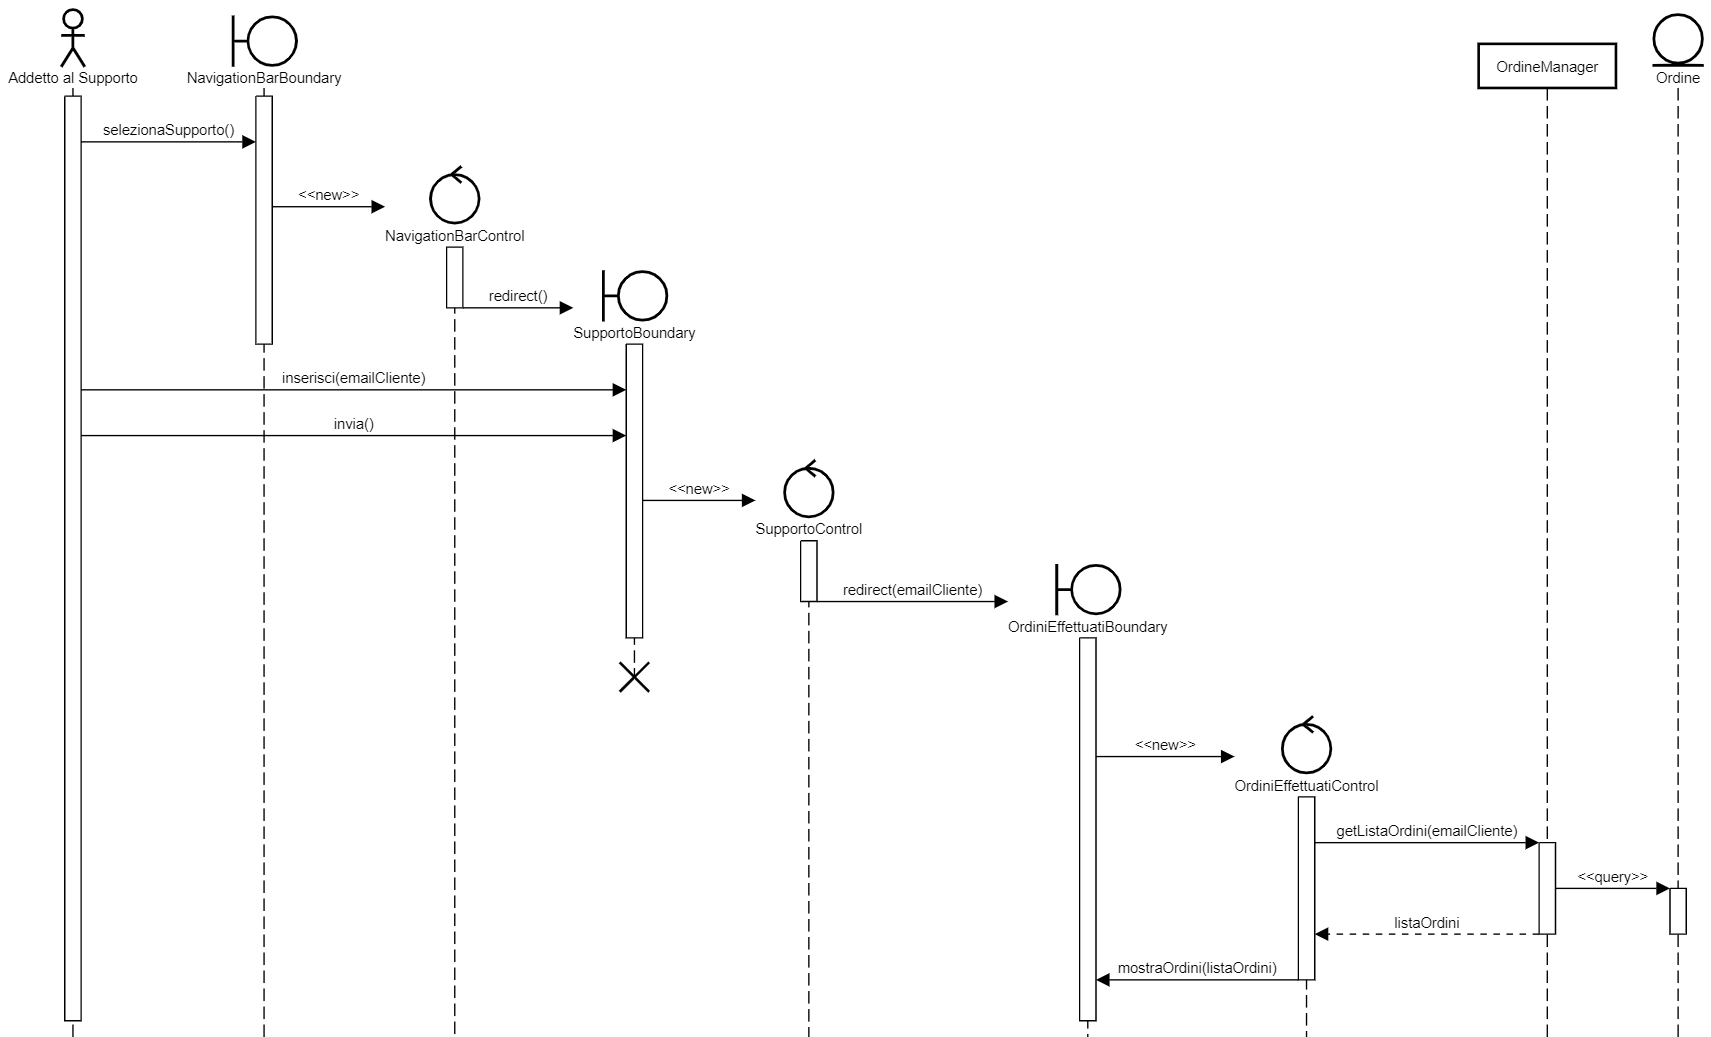 Addetto al Supporto
NavigationBarBoundary
OrdineManager
Ordine
selezionaSupporto()
<<new>>
NavigationBarControl
redirect()
SupportoBoundary
inserisci(emailCliente)
invia()
<<new>>
SupportoControl
redirect(emailCliente)
OrdiniEffettuatiBoundary
<<new>>
OrdiniEffettuatiControl
getListaOrdini(emailCliente)
<<query>>
listaOrdini
mostraOrdini(listaOrdini)